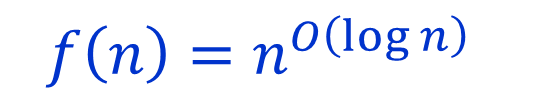 f(n) = n^{O(log n)}